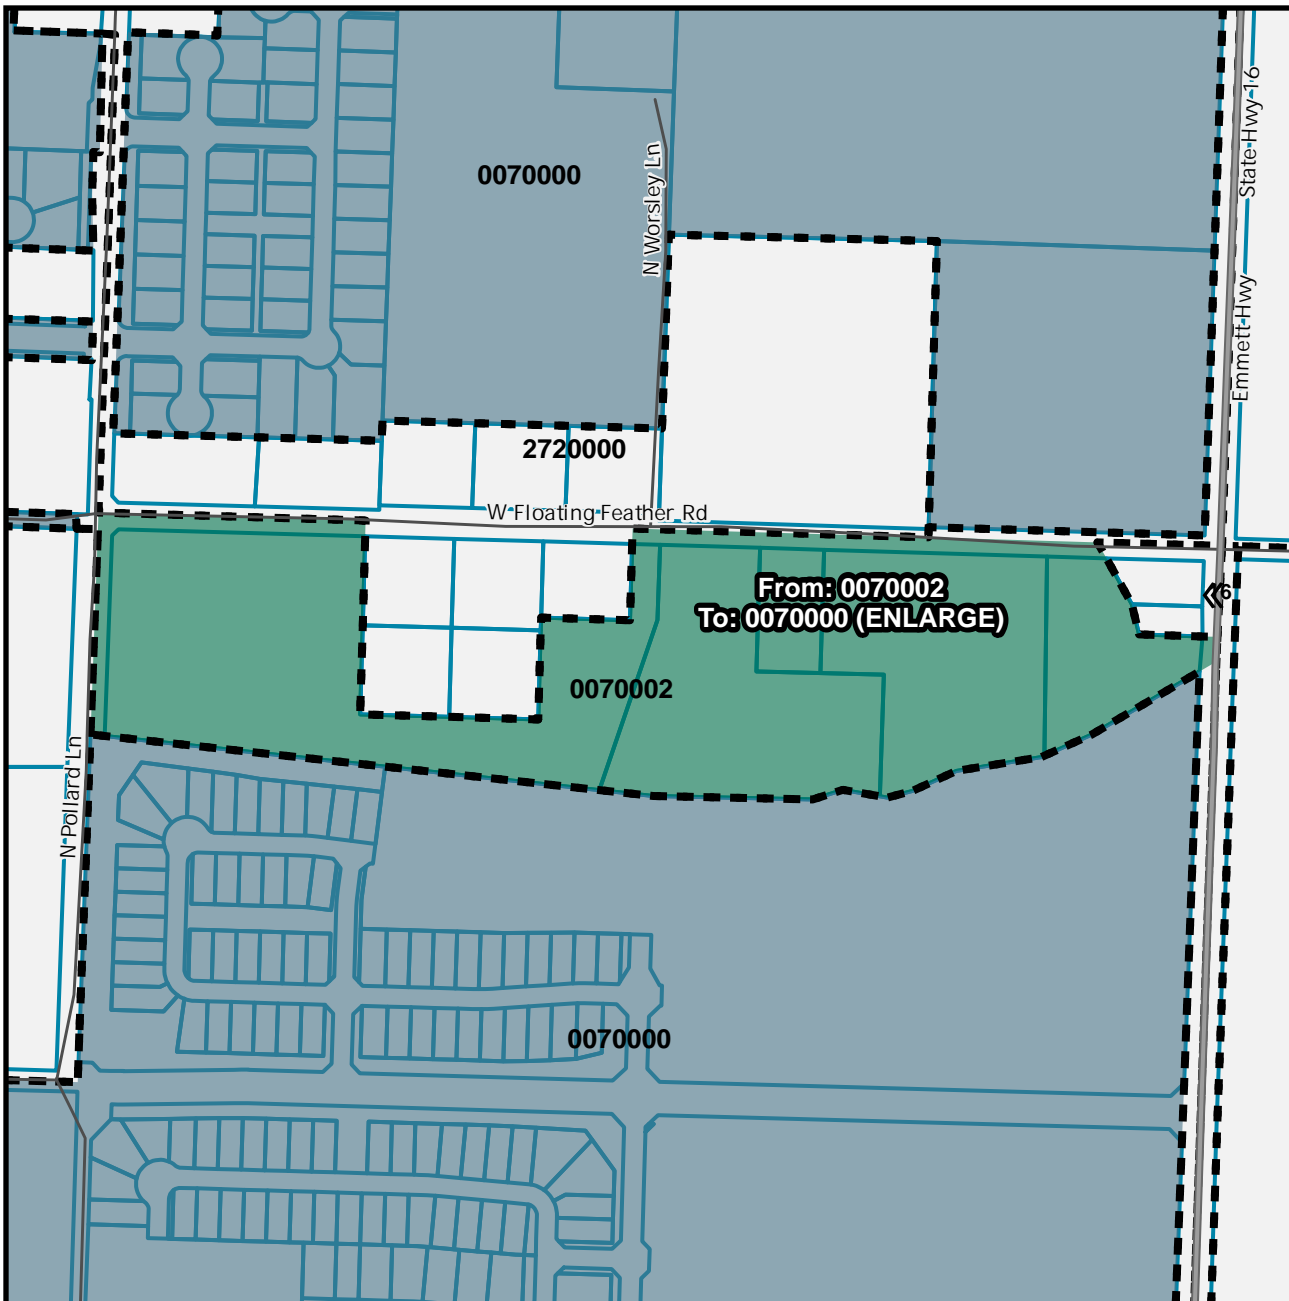 State Hwy 16
0070000
N Worsley Ln
Emmett Hwy
2720000
W Floating Feather Rd
From: 0070002
To: 0070000 (ENLARGE)
0070002
N Pollard Ln
0070000